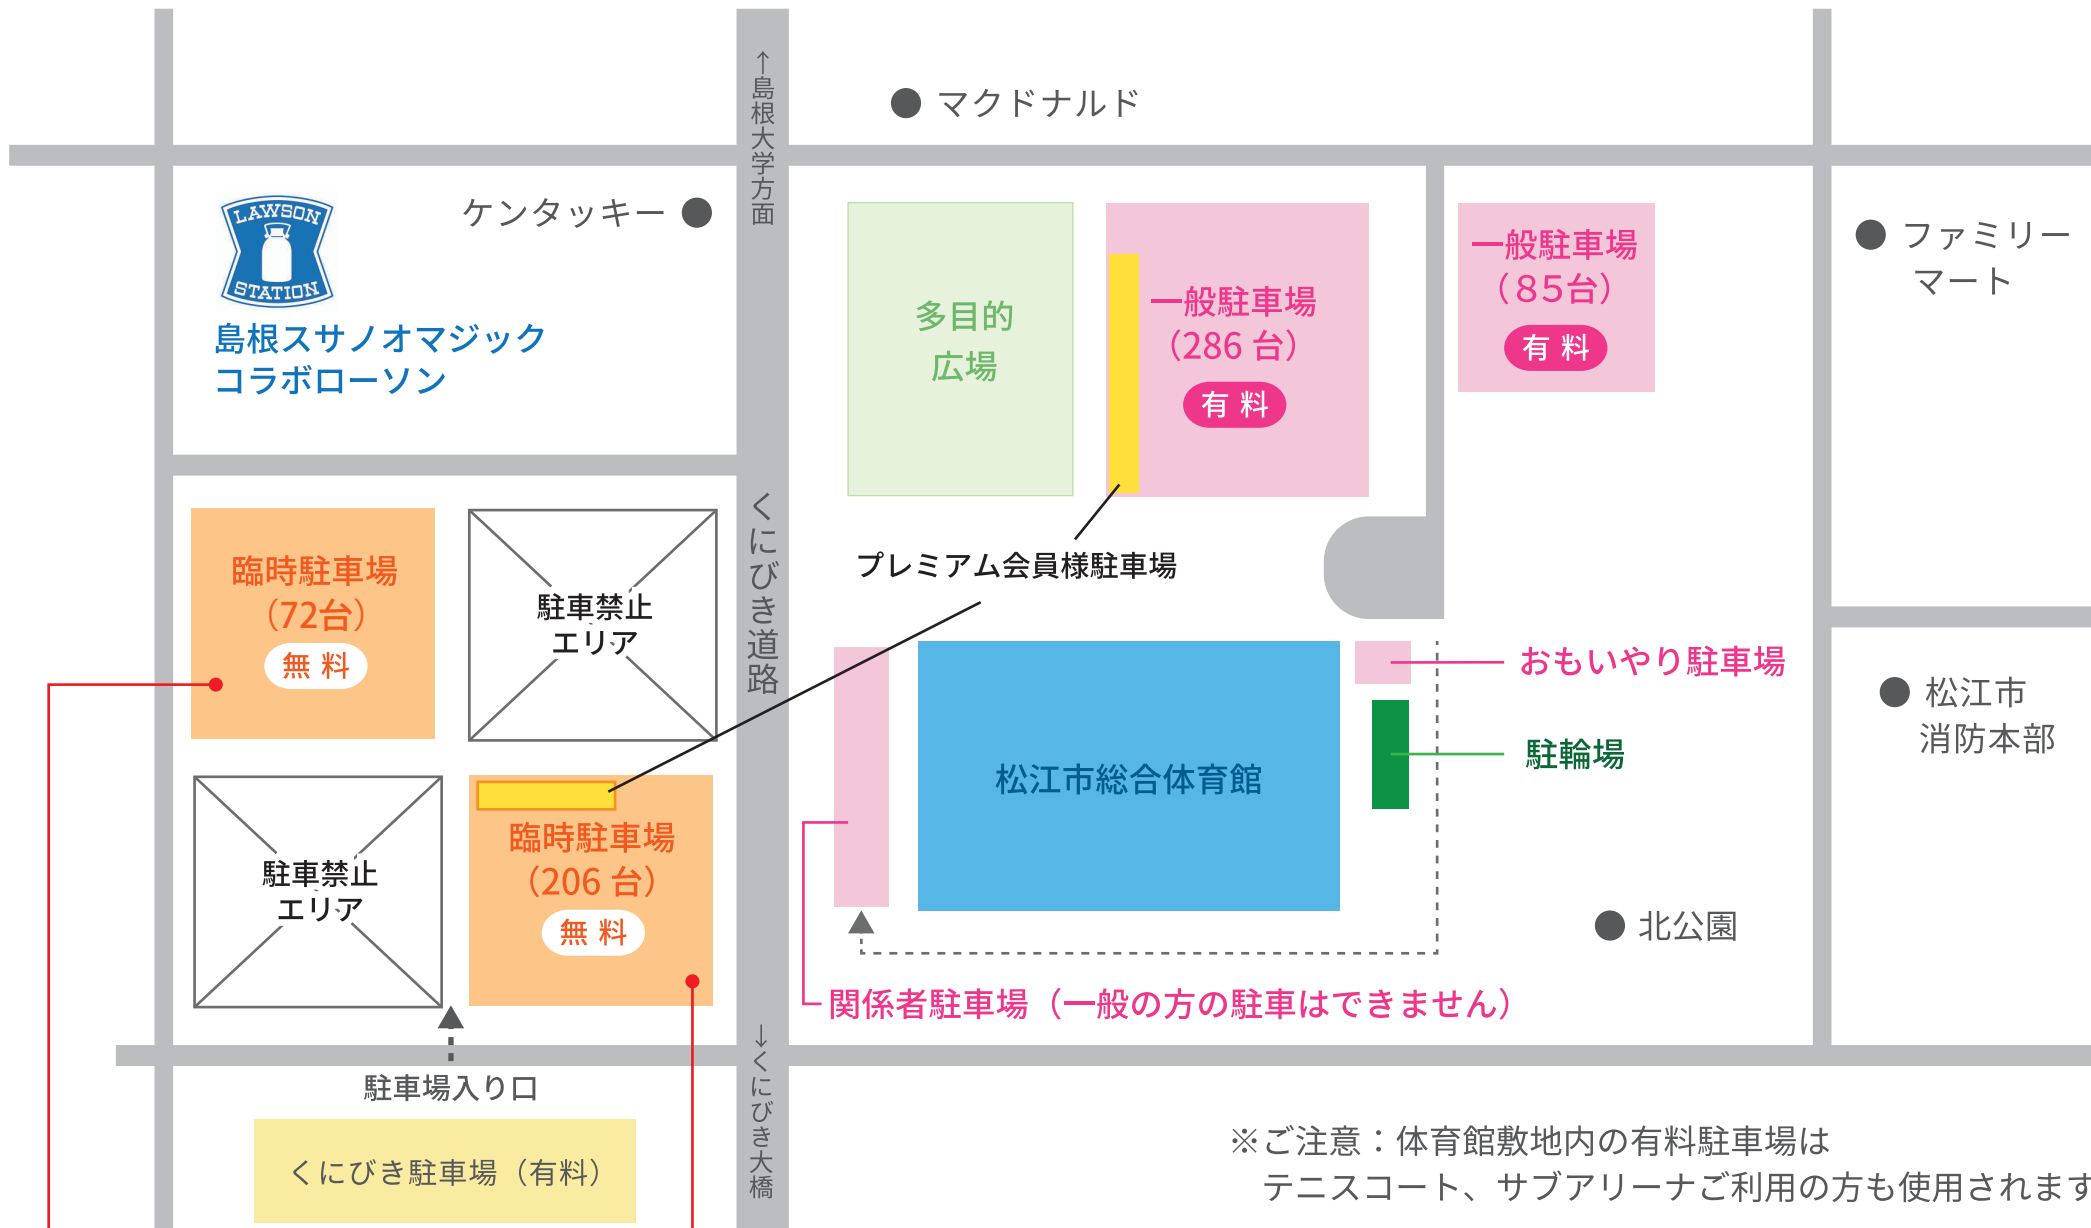 ↑島根大学方面
マクドナルド
ケンタッキー
LAWSON
STATION
島根スサノオマジック
コラボローソン
多目的
広場
一般駐車場
（286 台）
有 料
一般駐車場
（８５台）
有 料
ファミリー
マート
くにびき道路
臨時駐車場
（72台）
無 料
駐車禁止
エリア
プレミアム会員様駐車場
おもいやり駐車場
駐輪場
松江市
消防本部
松江市総合体育館
駐車禁止
エリア
臨時駐車場
（206 台）
無 料
北公園
関係者駐車場（一般の方の駐車はできません）
↓くにびき大橋
駐車場入り口
くにびき駐車場（有料）
※ご注意：体育館敷地内の有料駐車場は
テニスコート、サブアリーナご利用の方も使用されます